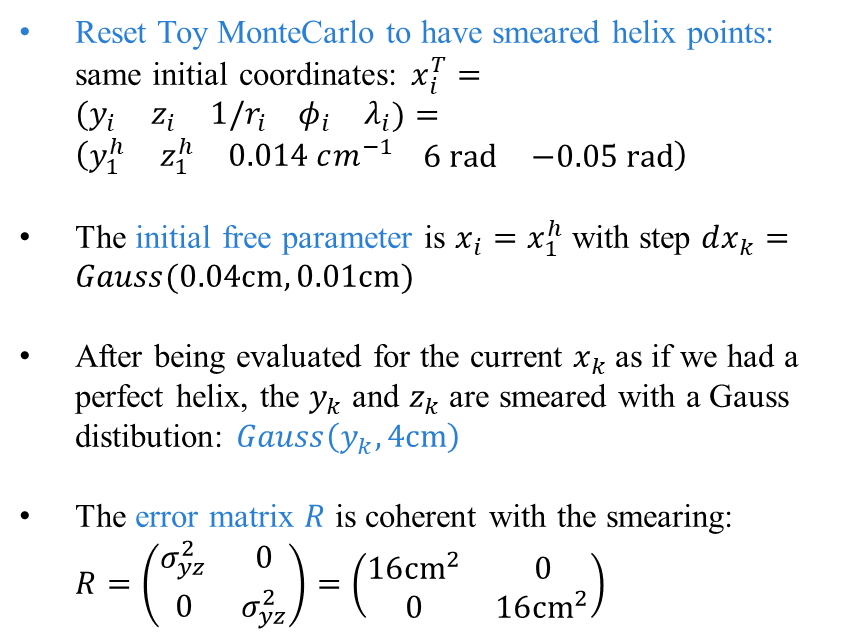 • Reset Toy MonteCarlo to have smeared helix points:
same initial coordinates: $x_i^T =$
$(y_i \quad z_i \quad 1/r_i \quad \phi_i \quad \lambda_i) =$
$(y_1^h \quad z_1^h \quad 0.014 \ cm^{-1} \quad 6 \text{ rad} \quad -0.05 \text{ rad})$
• The initial free parameter is $x_i = x_1^h$ with step $dx_k =$
$Gauss(0.04\text{cm}, 0.01\text{cm})$
• After being evaluated for the current $x_k$ as if we had a
perfect helix, the $y_k$ and $z_k$ are smeared with a Gauss
distibution: $Gauss(y_k, 4\text{cm})$
• The error matrix $R$ is coherent with the smearing:
$R = \begin{pmatrix} \sigma_{yz}^2 & 0 \\ 0 & \sigma_{yz}^2 \end{pmatrix} = \begin{pmatrix} 16\text{cm}^2 & 0 \\ 0 & 16\text{cm}^2 \end{pmatrix}$